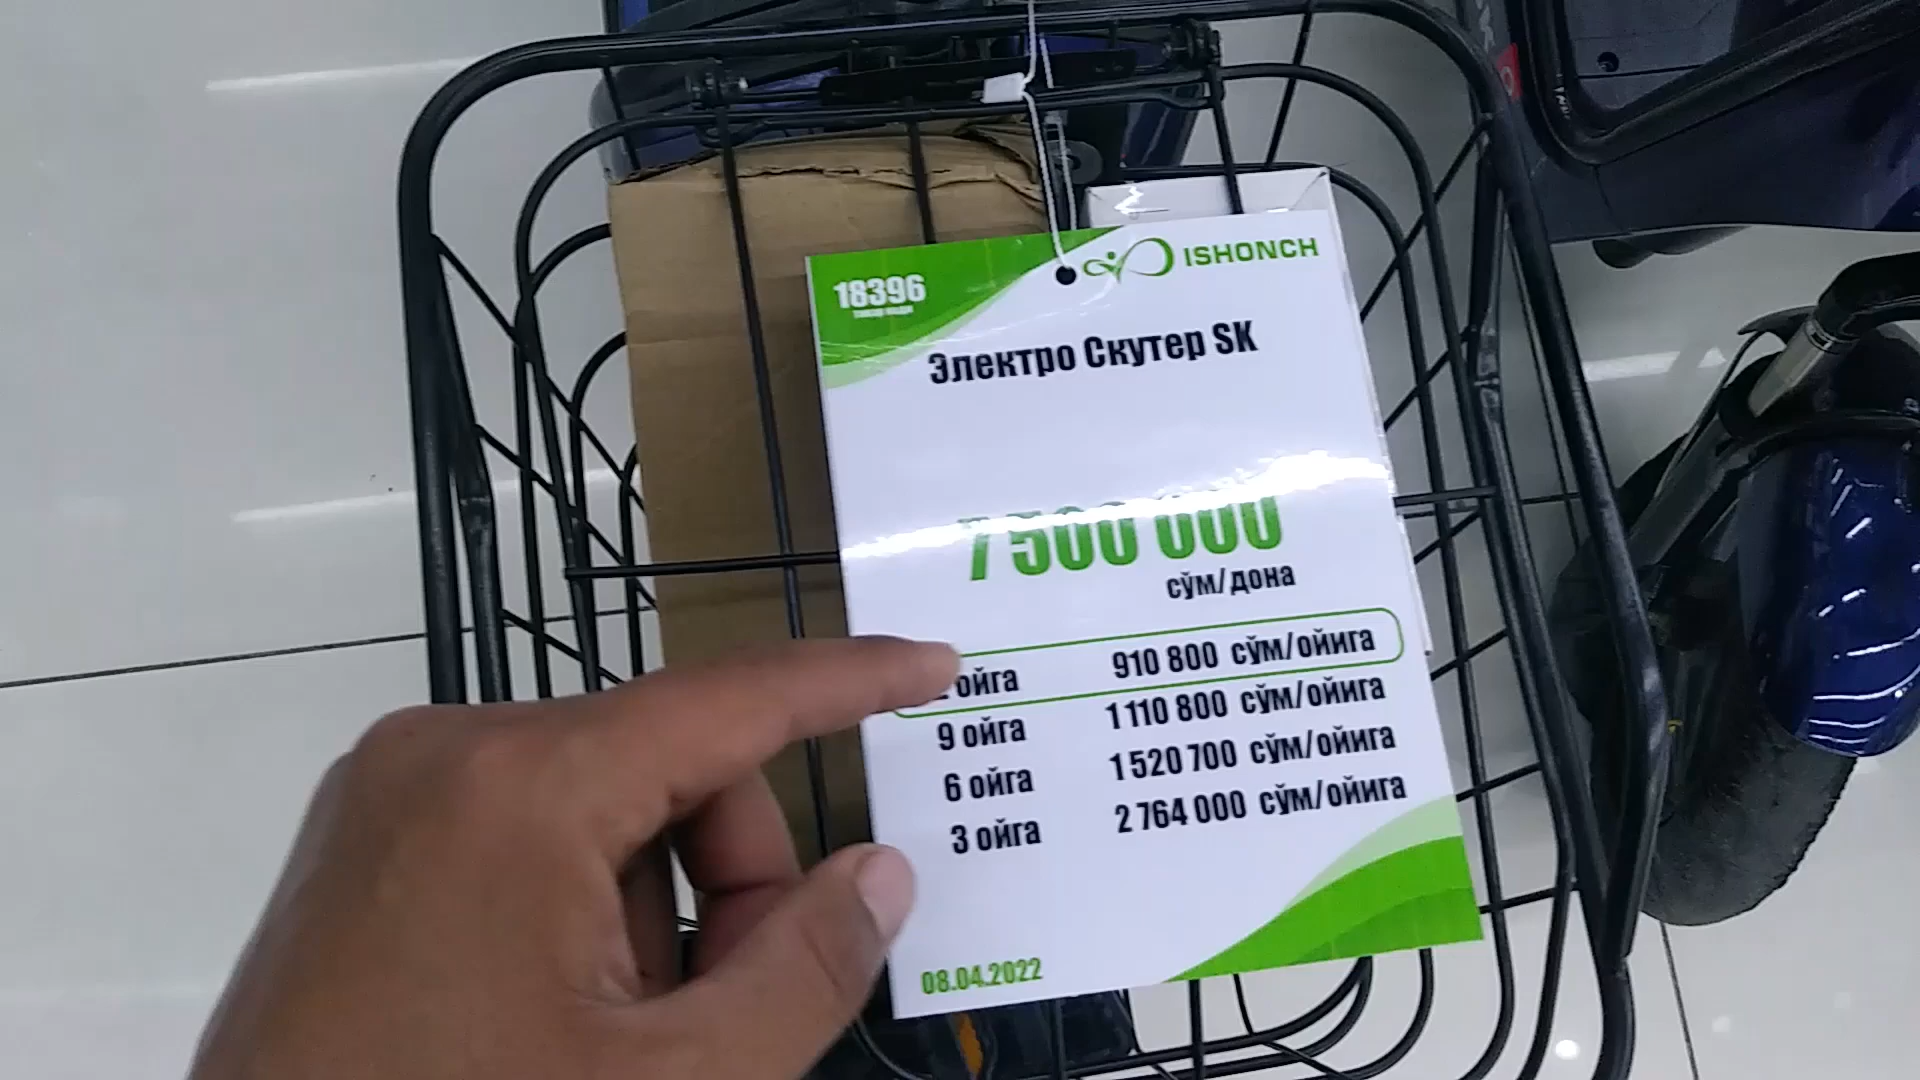 ISHONCH
18396
Электро Скутер SK
7 500 000
сўм/дона
ойга 910 800 сўм/ойига
9 ойга 1 110 800 сўм/ойига
6 ойга 1 520 700 сўм/ойига
3 ойга 2 764 000 сўм/ойига
08.04.2022